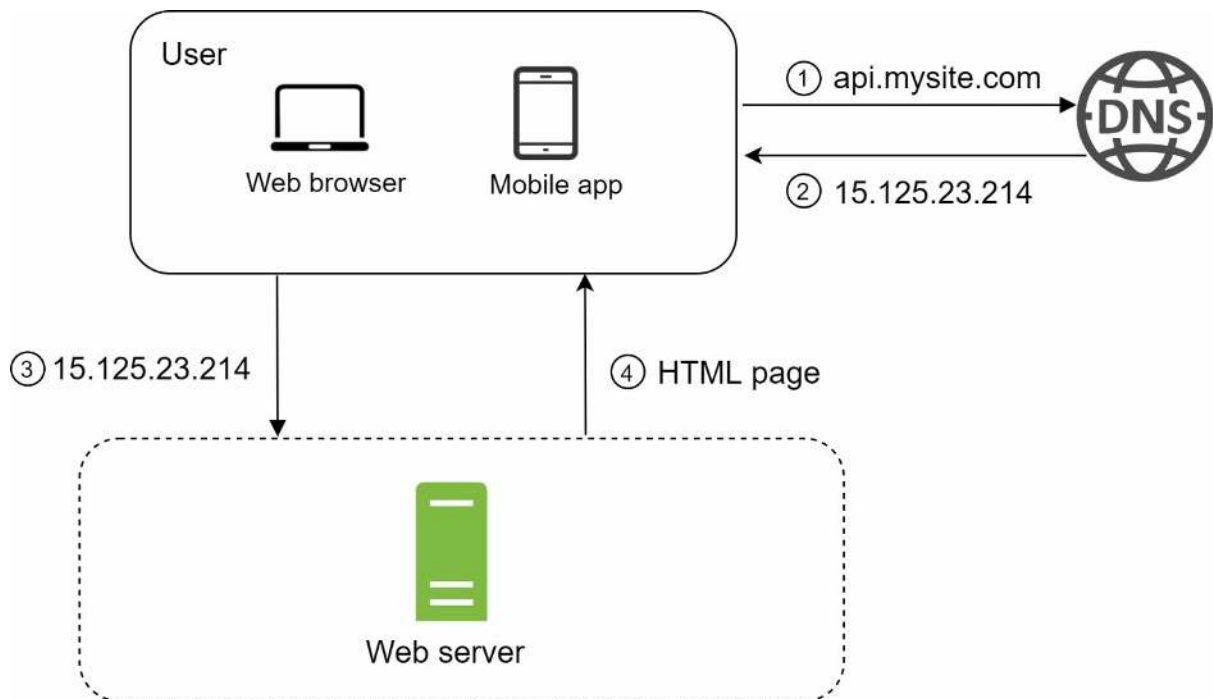 User
Web browser
Mobile app
① api.mysite.com
DNS
② 15.125.23.214
③ 15.125.23.214
④ HTML page
Web server